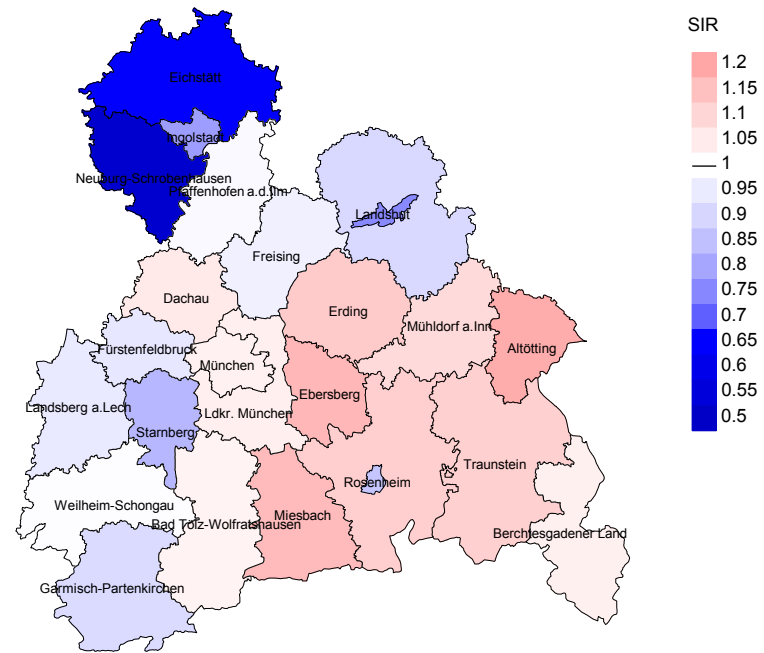 SIR
1.2
1.15
1.1
1.05
1
0.95
0.9
0.85
0.8
0.75
0.7
0.65
0.6
0.55
0.5
Eichstätt
Ingolstadt
Neuburg-Schrobenhausen
Pfaffenhofen a.d.Ilm
Landshut
Freising
Dachau
Erding
Mühldorf a.Inn
Altötting
Fürstenfeldbruck
München
Ebersberg
Landsberg a.Lech
Ldkr. München
Starnberg
Traunstein
Rosenheim
Weilheim-Schongau
Miesbach
Bad Tölz-Wolfratshausen
Berchtesgadener Land
Garmisch-Partenkirchen